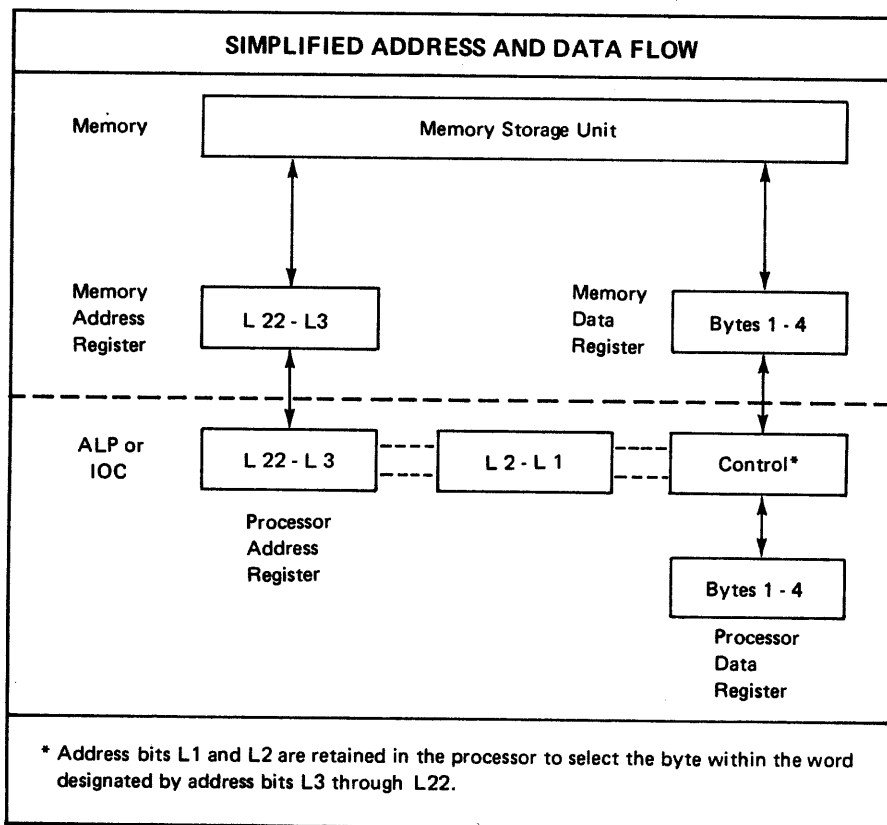 SIMPLIFIED ADDRESS AND DATA FLOW
Memory
Memory Storage Unit
Memory
Address
Register
L 22 - L3
Memory
Data
Register
Bytes 1 - 4
ALP or
IOC
L 22 - L 3
L 2 - L 1
Control*
Processor
Address
Register
Bytes 1 - 4
Processor
Data
Register
* Address bits L1 and L2 are retained in the processor to select the byte within the word
designated by address bits L3 through L22.